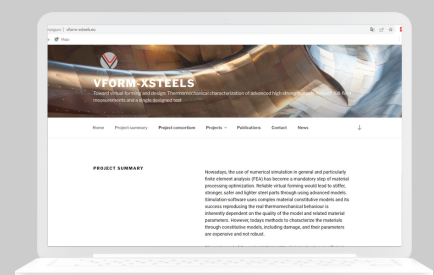 vform-xsteels.eu
Maps
VFORM-XSTEELS
Toward virtual forming and design: Thermomechanical characterization of advanced high strength steels through full-field
measurements and a single designed test
Home Project summary Project consortium Projects Publications Contact News
PROJECT SUMMARY
Nowadays, the use of numerical simulation in general and particularly
finite element analysis (FEA) has become a mandatory step of material
processing optimization. Reliable virtual forming would lead to stiffer,
stronger, safer and lighter steel parts through using advanced models.
Simulation software uses complex material constitutive models and its
success reproducing the real thermomechanical behaviour is
inherently dependent on the quality of the model and related material
parameters. However, todays methods to characterize the materials
through constitutive models, including damage, and their parameters
are expensive and not robust.